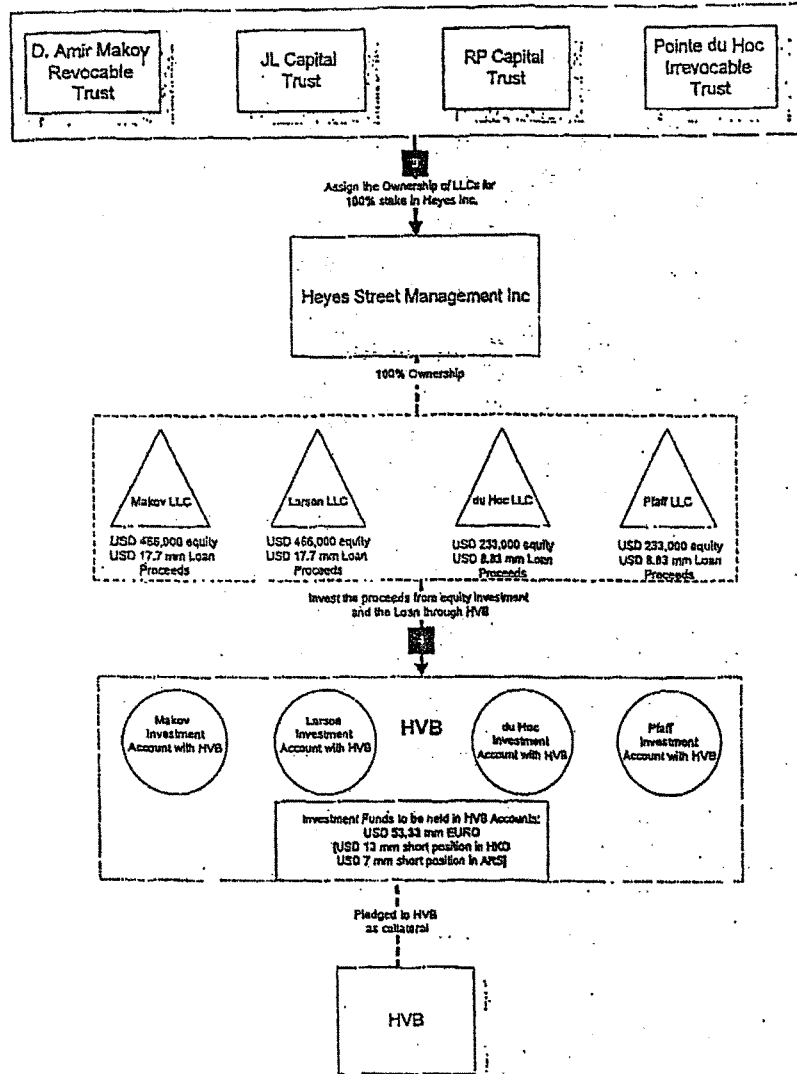 D. Amir Makov
Revocable
Trust
JL Capital
Trust
RP Capital
Trust
Pointe du Hoc
Irrevocable
Trust
Assign the Ownership of LLCs for
100% stake in Heyes Inc.
Heyes Street Management Inc
100% Ownership
Makov LLC
Larson LLC
du Hoc LLC
Pfaff LLC
USD 466,000 equity
USD 17.7 mm Loan
Proceeds
USD 466,000 equity
USD 17.7 mm Loan
Proceeds
USD 233,000 equity
USD 8.83 mm Loan
Proceeds
USD 233,000 equity
USD 8.83 mm Loan
Proceeds
Invest the proceeds from equity investment
and the Loan through HVB
Makov
Investment
Account with HVB
Larson
Investment
Account with HVB
HVB
du Hoc
Investment
Account with HVB
Pfaff
Investment
Account with HVB
Investment Funds to be held in HVB Accounts:
USD 53,33 mm EURO
[USD 13 mm short position in HKD
USD 7 mm short position in ARS]
Pledged to HVB
as collateral
HVB